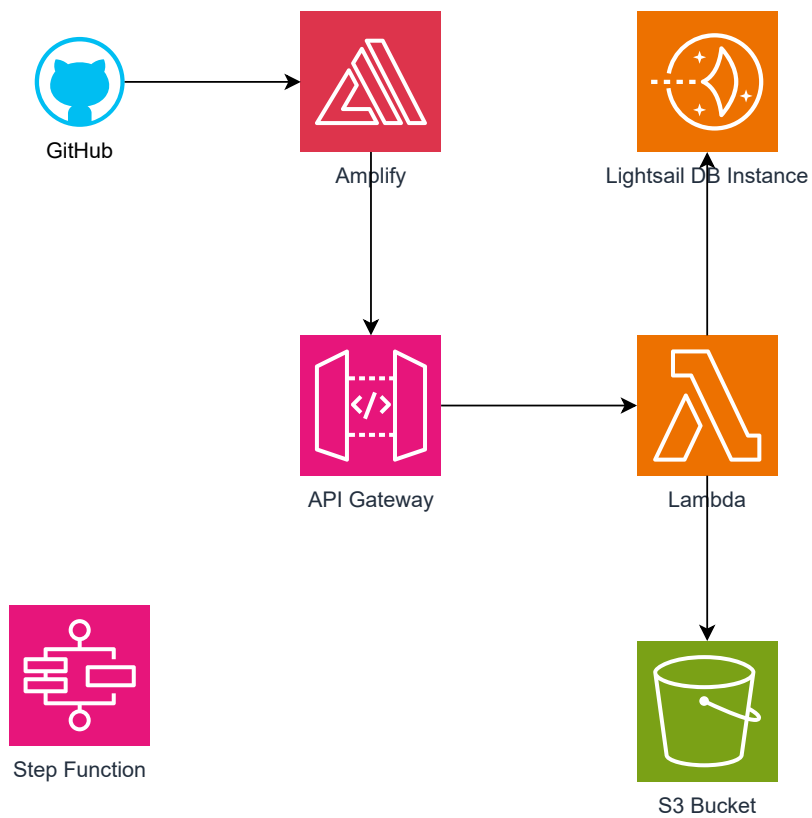 GitHub
Amplify
Lightsail DB Instance
</>
API Gateway
Lambda
Step Function
S3 Bucket